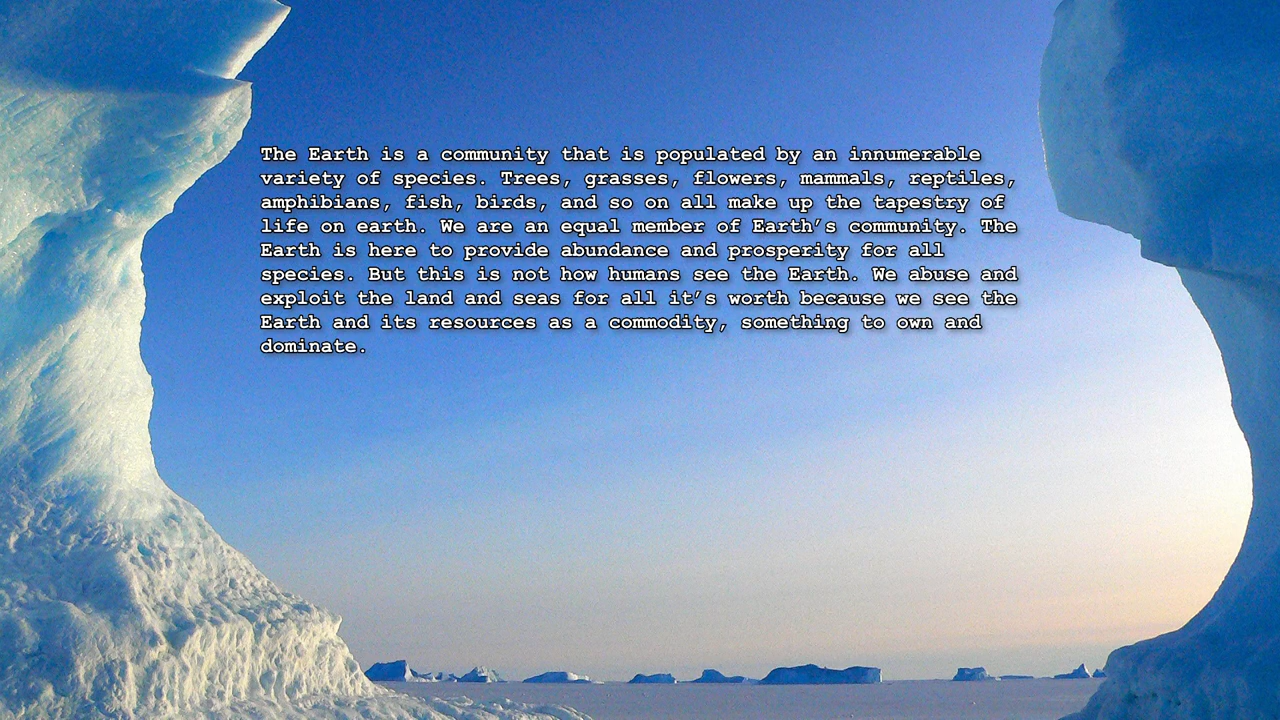 The Earth is a community that is populated by an innumerable
variety of species. Trees, grasses, flowers, mammals, reptiles,
amphibians, fish, birds, and so on all make up the tapestry of
life on earth. We are an equal member of Earth’s community. The
Earth is here to provide abundance and prosperity for all
species. But this is not how humans see the Earth. We abuse and
exploit the land and seas for all it’s worth because we see the
Earth and its resources as a commodity, something to own and
dominate.